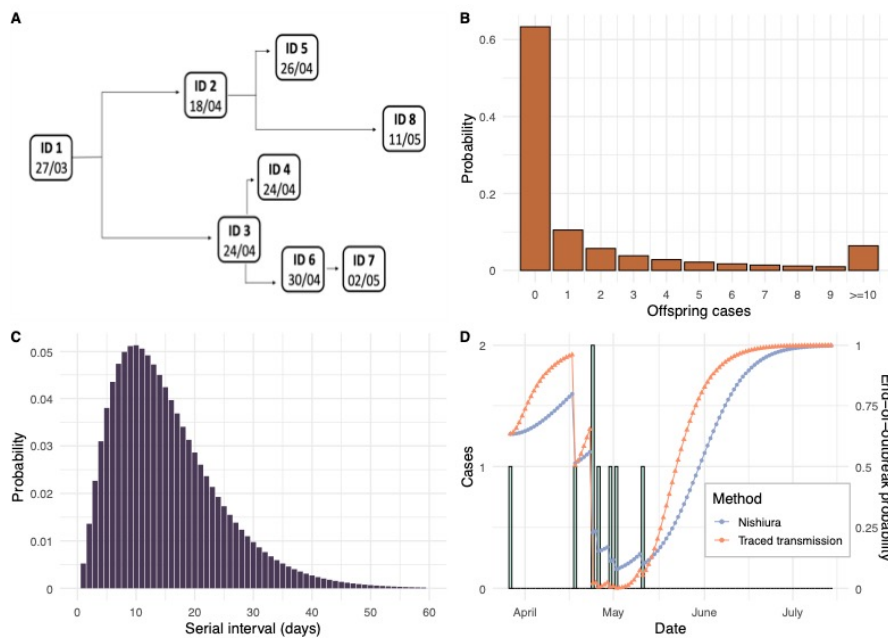 A
ID 1
27/03
ID 2
18/04
ID 5
26/04
ID 8
11/05
ID 4
24/04
ID 3
24/04
ID 6
30/04
ID 7
02/05
B
Probability
0.6
0.4
0.2
0
0 1 2 3 4 5 6 7 8 9 >=10
Offspring cases
C
Probability
0.05
0.04
0.03
0.02
0.01
0
0 10 20 30 40 50 60
Serial interval (days)
D
Cases
2
1
0
1
0.75
0.5
0.25
0
End-of-outbreak probability
Method
Nishiura
Traced transmission
April May June July
Date